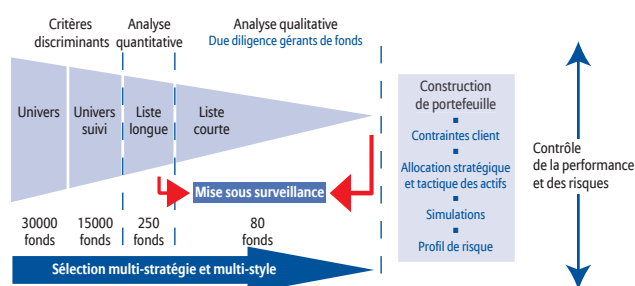 Critères
discriminants
Analyse
quantitative
Analyse qualitative
Due diligence gérants de fonds
Univers
Univers
suivi
Liste
longue
Liste
courte
Mise sous surveillance
30000
fonds
15000
fonds
250
fonds
80
fonds
Sélection multi-stratégie et multi-style
Construction
de portefeuille
Contraintes client
Allocation stratégique
et tactique des actifs
Simulations
Profil de risque
Contrôle
de la performance
et des risques